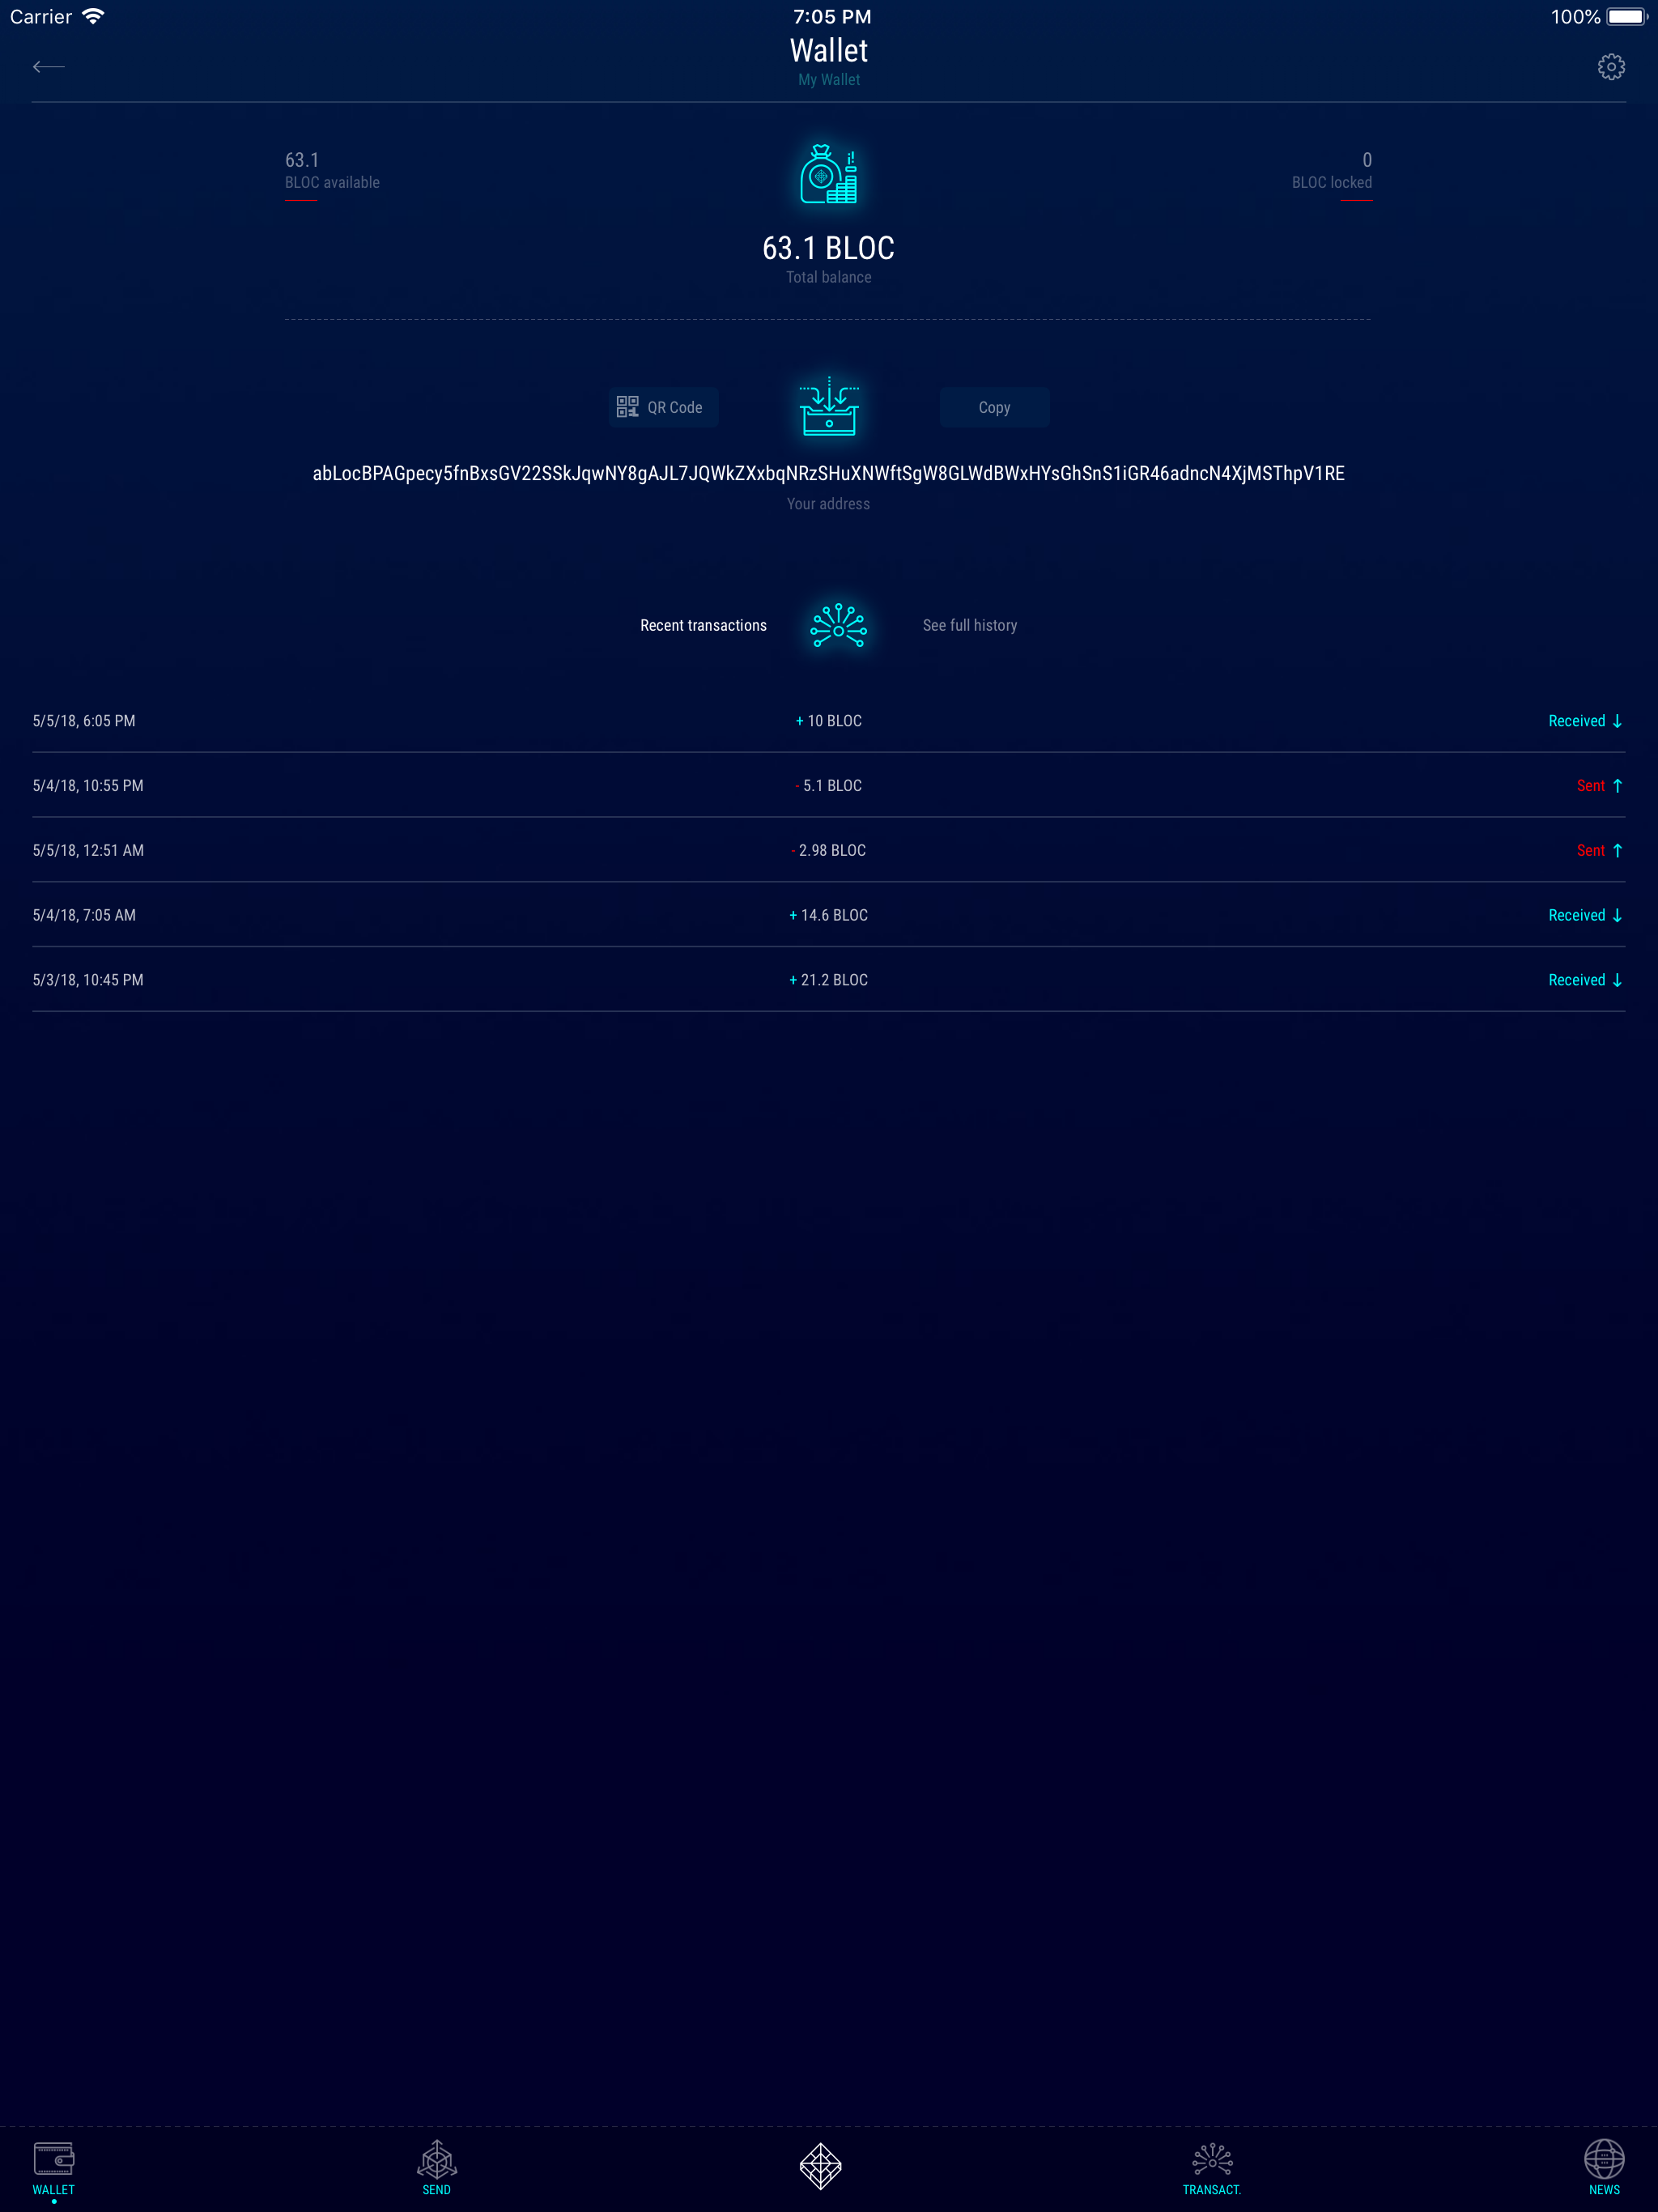 Carrier 7:05 PM 100%
Wallet
My Wallet
63.1
BLOC available
0
BLOC locked
63.1 BLOC
Total balance
QR Code
Copy
abLocBPAGpecy5fnBxsGV22SSkJqwNY8gAJL7JQWkZXxbqNRzSHuXNWftSgW8GLWdBWxHYsGhSnS1iGR46adncN4XjMSThpV1RE
Your address
Recent transactions
See full history
5/5/18, 6:05 PM + 10 BLOC Received ↓
5/4/18, 10:55 PM - 5.1 BLOC Sent ↑
5/5/18, 12:51 AM - 2.98 BLOC Sent ↑
5/4/18, 7:05 AM + 14.6 BLOC Received ↓
5/3/18, 10:45 PM + 21.2 BLOC Received ↓
WALLET SEND TRANSACT. NEWS